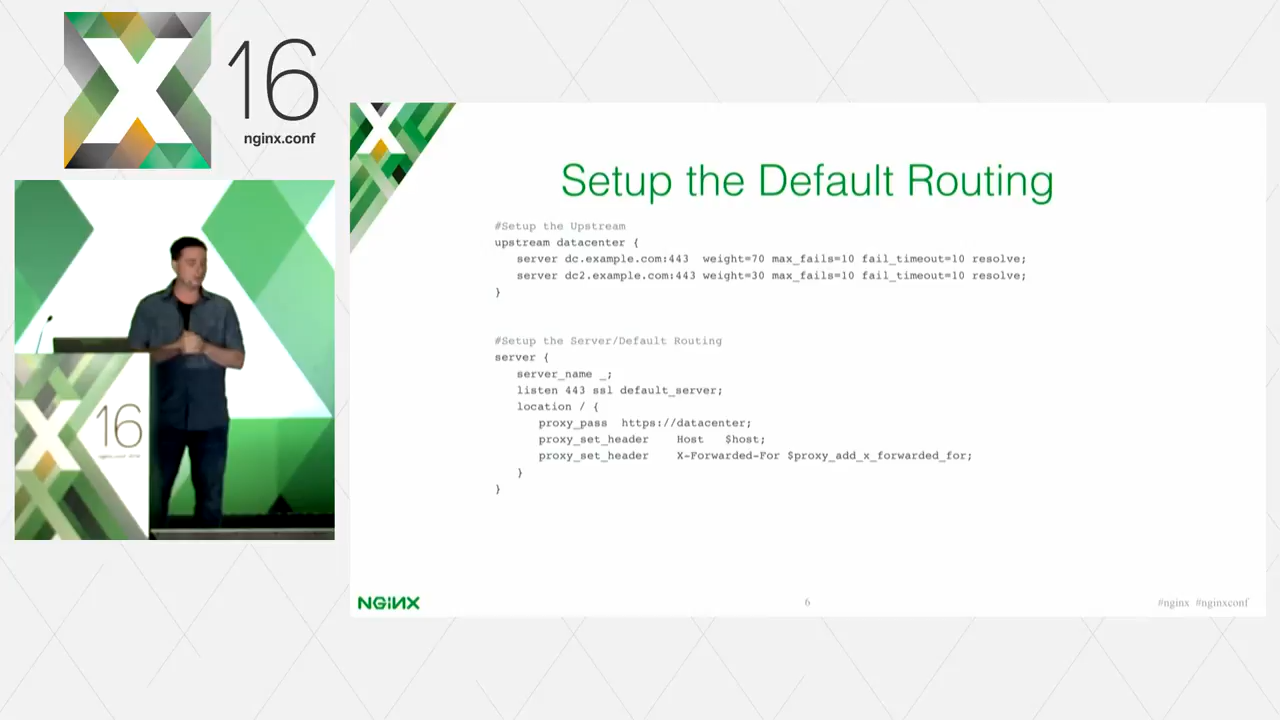 16
nginx.conf
16
Setup the Default Routing
#Setup the Upstream
upstream datacenter {
server dc.example.com:443 weight=70 max_fails=10 fail_timeout=10 resolve;
server dc2.example.com:443 weight=30 max_fails=10 fail_timeout=10 resolve;
}
#Setup the Server/Default Routing
server {
server_name _;
listen 443 ssl default_server;
location / {
proxy_pass https://datacenter;
proxy_set_header Host $host;
proxy_set_header X-Forwarded-For $proxy_add_x_forwarded_for;
}
}
NGINX
6
#nginx #nginxconf